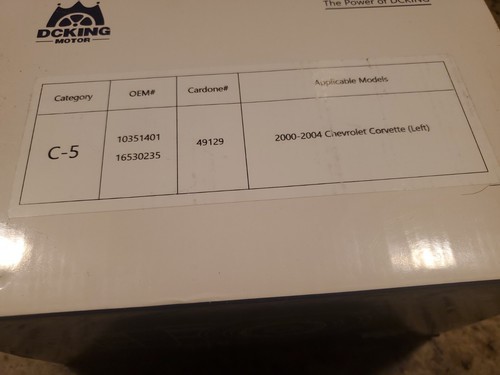 The Power of DCKING
DCKING
MOTOR
Category OEM# Cardone# Applicable Models
C-5 10351401 49129 2000-2004 Chevrolet Corvette (Left)
16530235